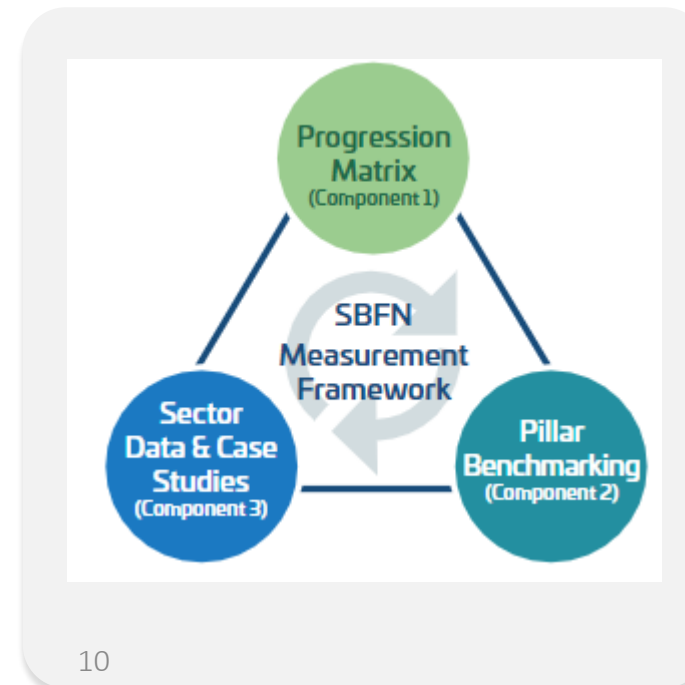 Progression
Matrix
(Component 1)
SBFN
Measurement
Framework
Sector
Data & Case
Studies
(Component 3)
Pillar
Benchmarking
(Component 2)
10